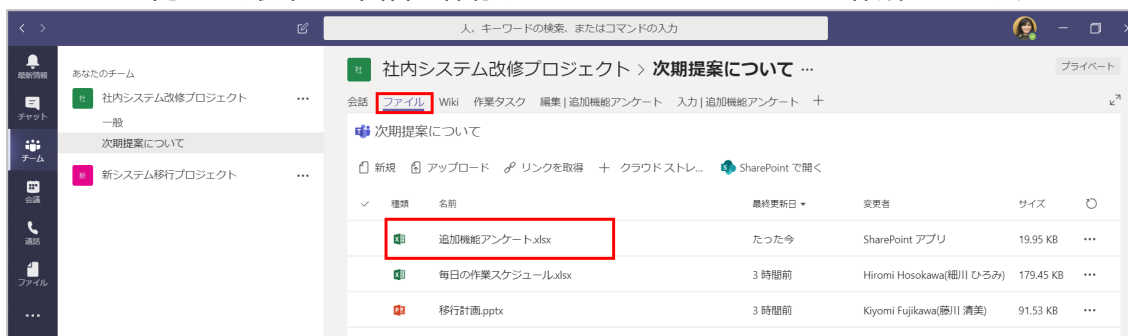 人、キーワードの検索、またはコマンドの入力
最新情報
チャット
チーム
会議
通話
ファイル
あなたのチーム
社 社内システム改修プロジェクト
一般
次期提案について
新 新システム移行プロジェクト
社 社内システム改修プロジェクト > 次期提案について
プライベート
会話 ファイル Wiki 作業タスク 編集|追加機能アンケート 入力|追加機能アンケート
次期提案について
新規 アップロード リンクを取得 クラウド ストレ... SharePoint で開く
種類 名前 最終更新日 変更者 サイズ
追加機能アンケート.xlsx たった今 SharePoint アプリ 19.95 KB
毎日の作業スケジュール.xlsx 3 時間前 Hiromi Hosokawa(細川 ひろみ) 179.45 KB
移行計画.pptx 3 時間前 Kiyomi Fujikawa(藤川 清美) 91.53 KB